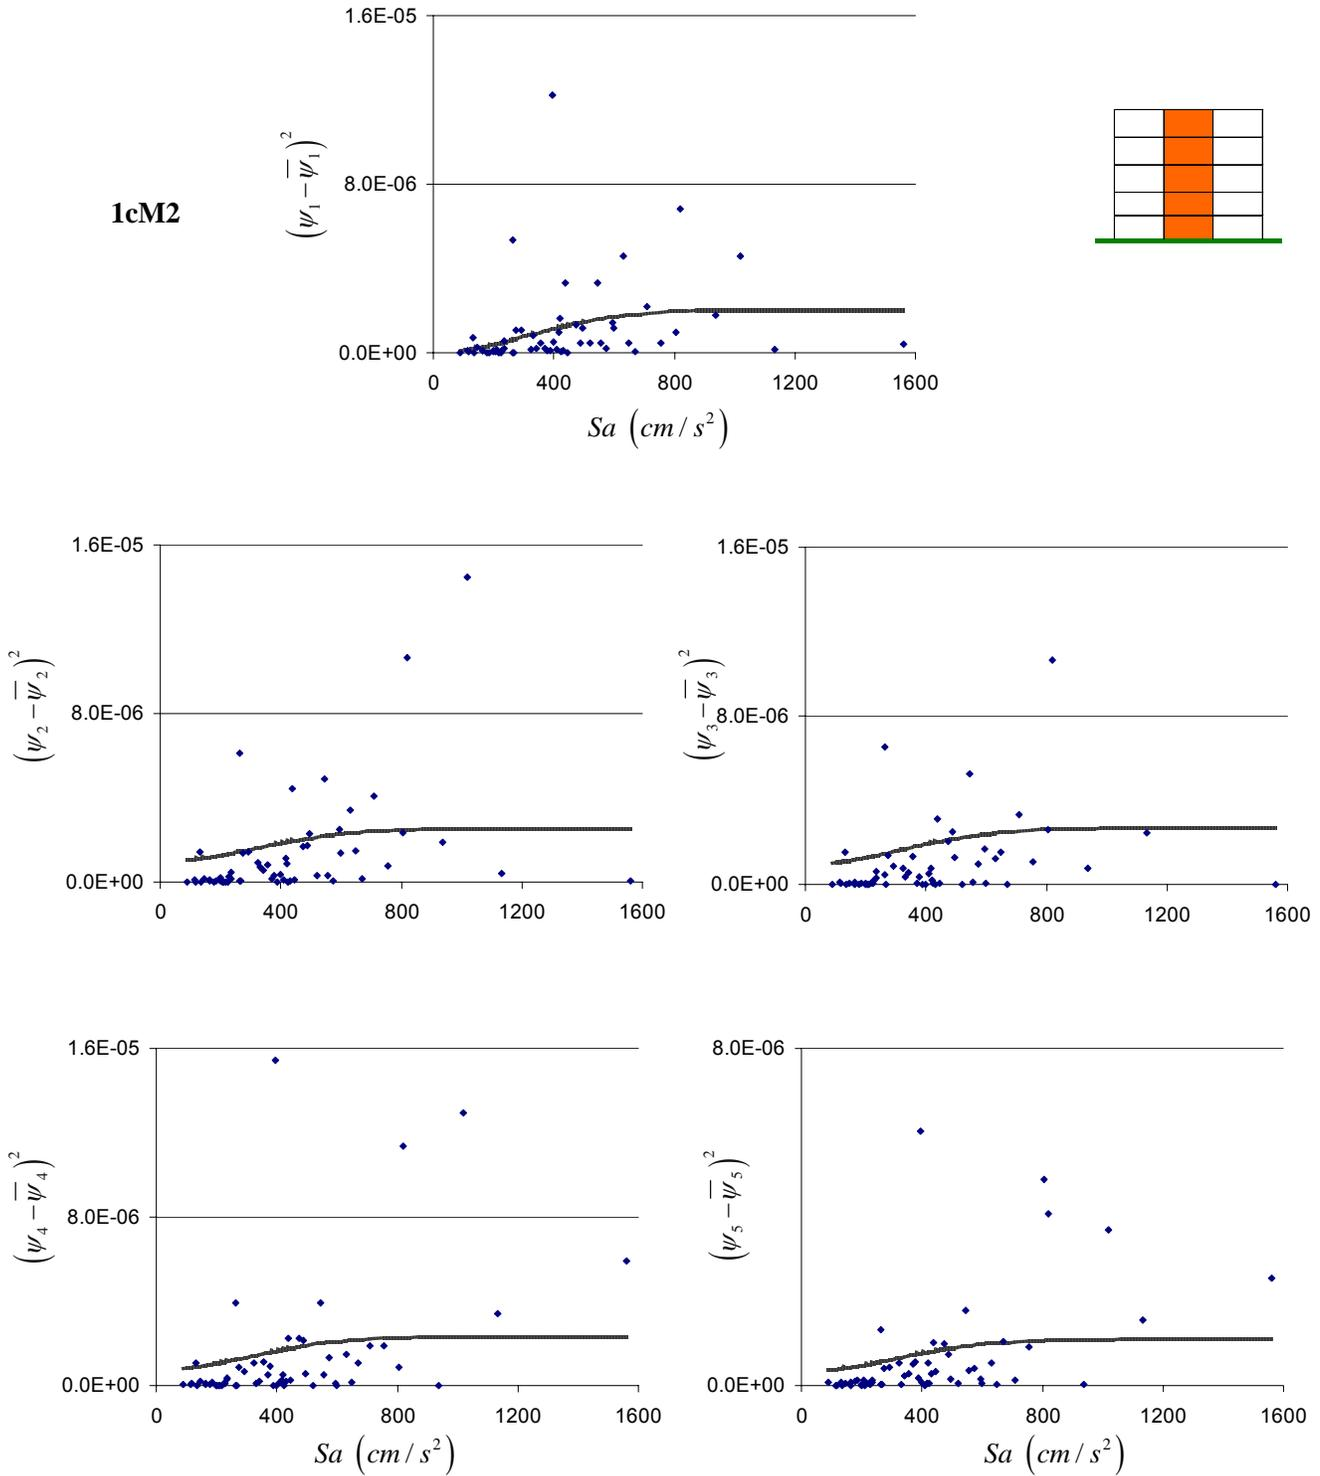 1.6E-05
(ψ₁ − ψ̅₁)²
1cM2
8.0E-06
0.0E+00
0 400 800 1200 1600
Sa (cm / s²)
1.6E-05 1.6E-05
(ψ₂ − ψ̅₂)² (ψ₃ − ψ̅₃)²
8.0E-06 8.0E-06
0.0E+00 0.0E+00
0 400 800 1200 1600 0 400 800 1200 1600
1.6E-05 8.0E-06
(ψ₄ − ψ̅₄)² (ψ₅ − ψ̅₅)²
8.0E-06
0.0E+00 0.0E+00
0 400 800 1200 1600 0 400 800 1200 1600
Sa (cm / s²) Sa (cm / s²)